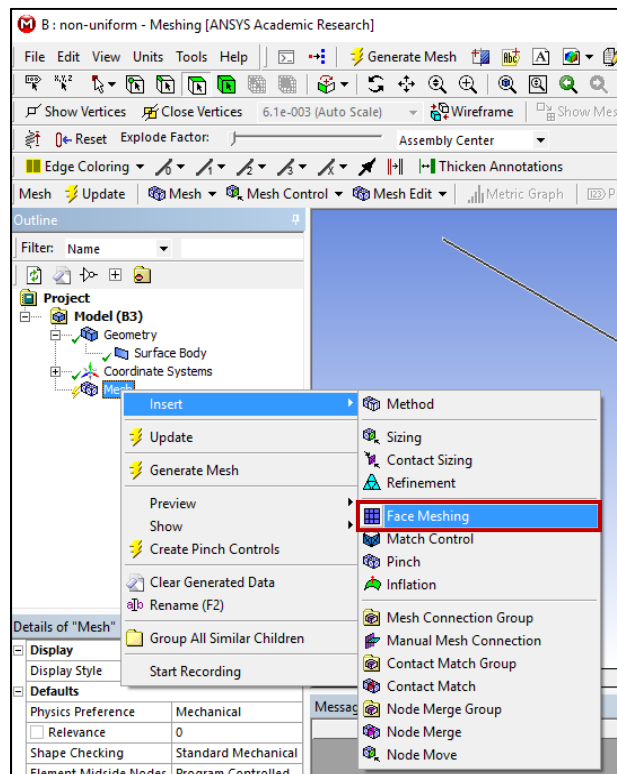 B : non-uniform - Meshing [ANSYS Academic Research]
File Edit View Units Tools Help Generate Mesh
Show Vertices Close Vertices 6.1e-003 (Auto Scale) Wireframe Show Mes
Reset Explode Factor: Assembly Center
Edge Coloring Thicken Annotations
Mesh Update Mesh Mesh Control Mesh Edit Metric Graph
Outline
Filter: Name
Project
Model (B3)
Geometry
Surface Body
Coordinate Systems
Mesh
Insert
Update
Generate Mesh
Preview
Show
Create Pinch Controls
Clear Generated Data
Rename (F2)
Group All Similar Children
Start Recording
Method
Sizing
Contact Sizing
Refinement
Face Meshing
Match Control
Pinch
Inflation
Mesh Connection Group
Manual Mesh Connection
Contact Match Group
Contact Match
Node Merge Group
Node Merge
Node Move
Details of "Mesh"
Display
Display Style
Defaults
Physics Preference Mechanical
Relevance 0
Shape Checking Standard Mechanical
Element Midside Nodes Program Controlled
Messag